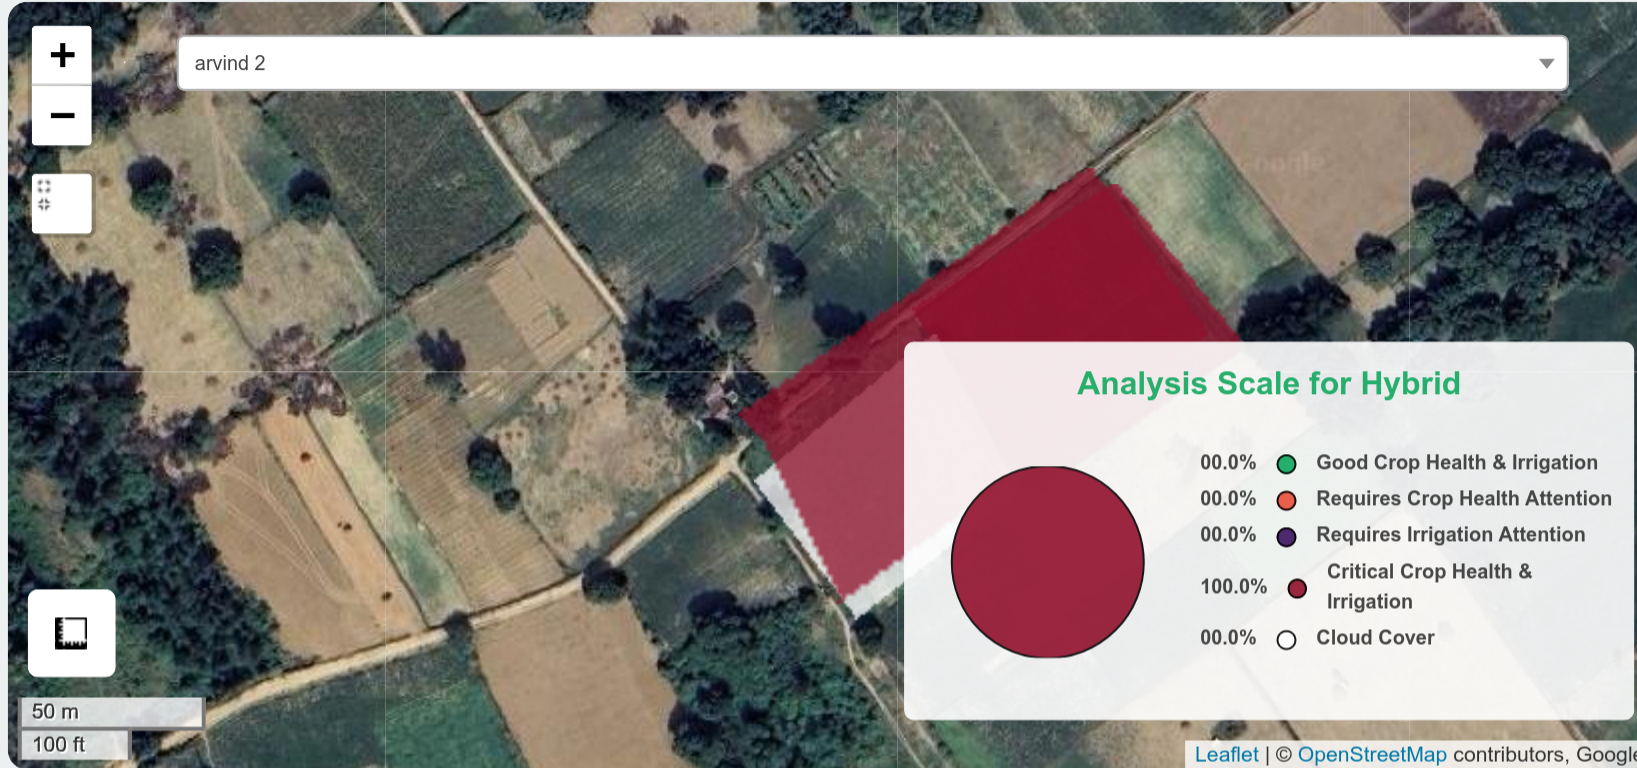 +
arvind 2
−
Google
Analysis Scale for Hybrid
00.0% Good Crop Health & Irrigation
00.0% Requires Crop Health Attention
00.0% Requires Irrigation Attention
100.0% Critical Crop Health &
Irrigation
00.0% Cloud Cover
50 m
100 ft
Leaflet | © OpenStreetMap contributors, Google